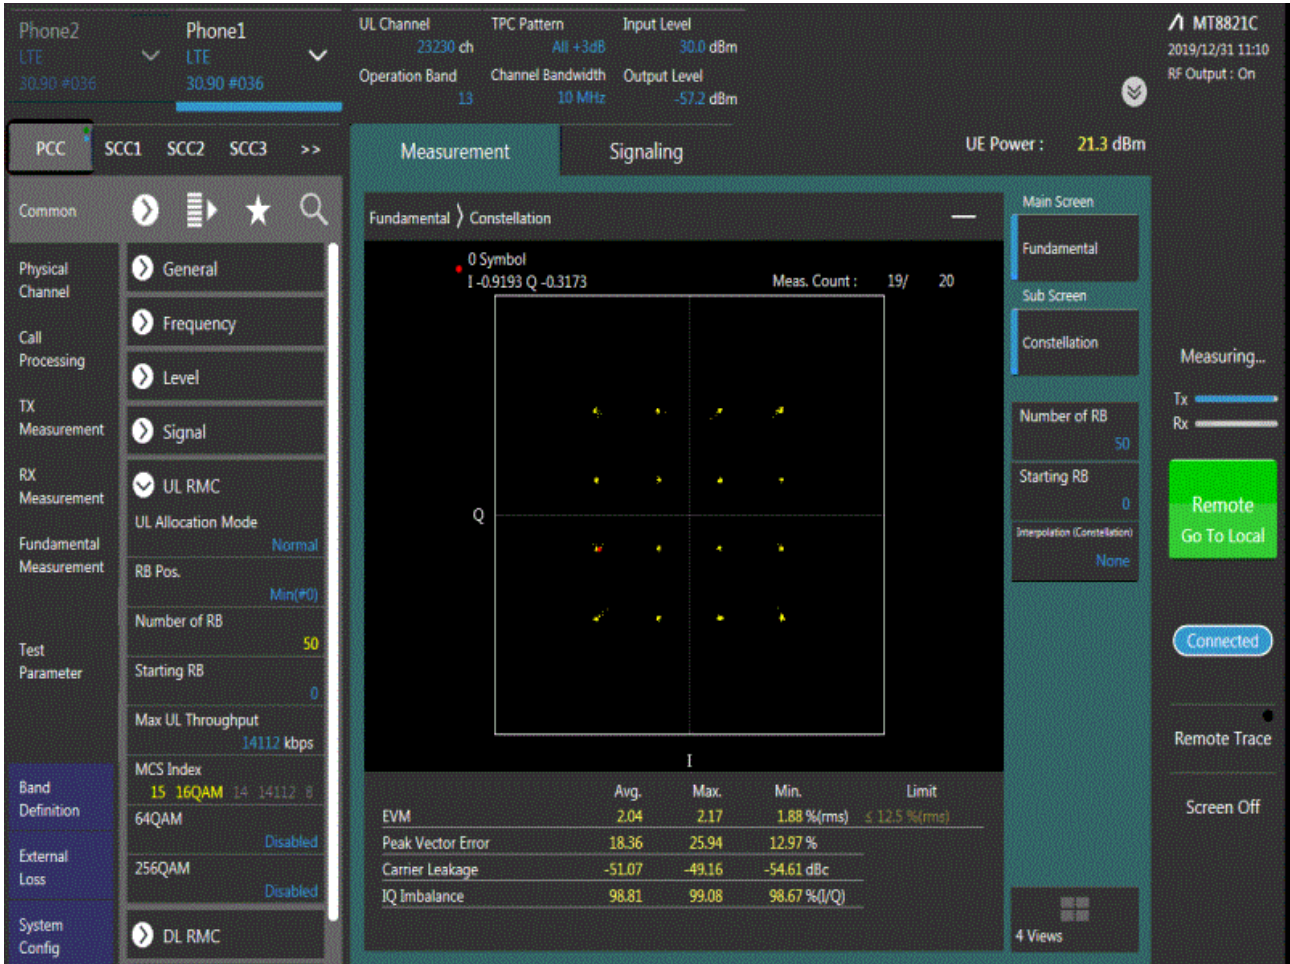 Phone2
LTE
30.90 #036
Phone1
LTE
30.90 #036
UL Channel
23230 ch
Operation Band
13
TPC Pattern
All +3dB
Channel Bandwidth
10 MHz
Input Level
30.0 dBm
Output Level
-57.2 dBm
MT8821C
2019/12/31 11:10
RF Output : On
PCC SCC1 SCC2 SCC3 >>
Measurement
Signaling
UE Power : 21.3 dBm
Common
Physical
Channel
Call
Processing
TX
Measurement
RX
Measurement
Fundamental
Measurement
Test
Parameter
Band
Definition
External
Loss
System
Config
General
Frequency
Level
Signal
UL RMC
UL Allocation Mode
Normal
RB Pos.
Min(#0)
Number of RB
50
Starting RB
0
Max UL Throughput
14112 kbps
MCS Index
15 16QAM 14 14112 8
64QAM
Disabled
256QAM
Disabled
DL RMC
Fundamental 〉 Constellation
0 Symbol
I -0.9193 Q -0.3173
Meas. Count : 19/ 20
Q
I
Avg. Max. Min. Limit
EVM 2.04 2.17 1.88 %(rms) ≤ 12.5 %(rms)
Peak Vector Error 18.36 25.94 12.97 %
Carrier Leakage -51.07 -49.16 -54.61 dBc
IQ Imbalance 98.81 99.08 98.67 %(I/Q)
Main Screen
Fundamental
Sub Screen
Constellation
Number of RB
50
Starting RB
0
Interpolation (Constellation)
None
4 Views
Measuring...
Tx
Rx
Remote
Go To Local
Connected
Remote Trace
Screen Off